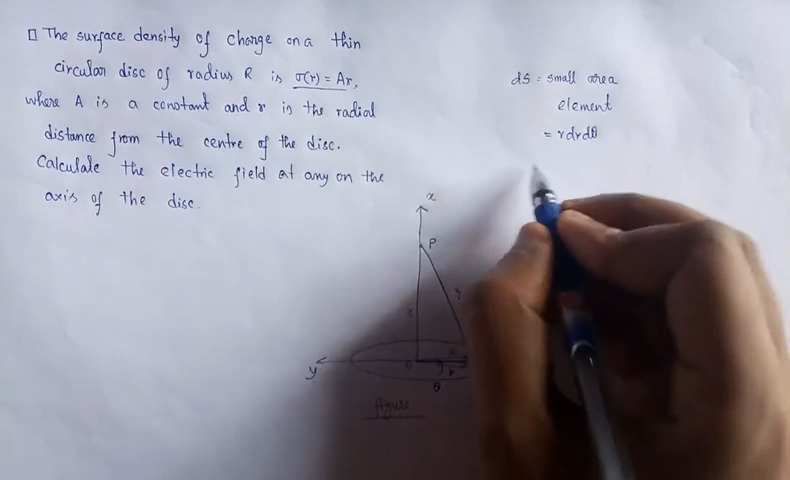 The surface density of charge on a thin
circular disc of radius R is σ(r) = Ar,
where A is a constant and r is the radial
distance from the centre of the disc.
Calculate the electric field at any on the
axis of the disc.
ds = small area
element
= rdrdθ
x
P
y
θ
figure